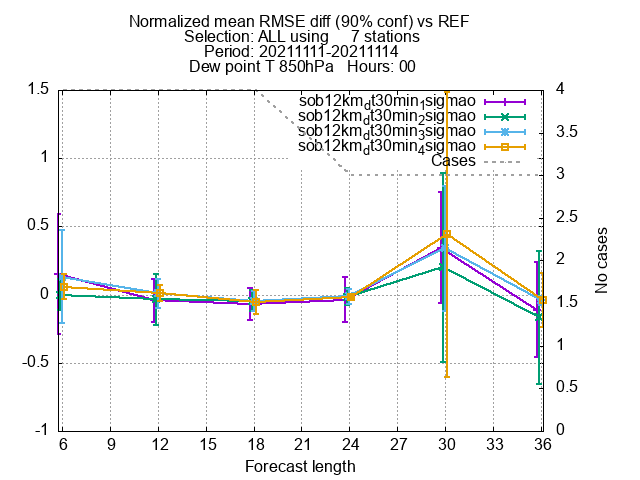 Normalized mean RMSE diff (90% conf) vs REF
Selection: ALL using 7 stations
Period: 20211111-20211114
Dew point T 850hPa Hours: 00
sob12km_dt30min_1sigmao
sob12km_dt30min_2sigmao
sob12km_dt30min_3sigmao
sob12km_dt30min_4sigmao
Cases
1.5
1
0.5
0
-0.5
-1
4
3.5
3
2.5
2
1.5
1
0.5
0
No cases
6 9 12 15 18 21 24 27 30 33 36
Forecast length